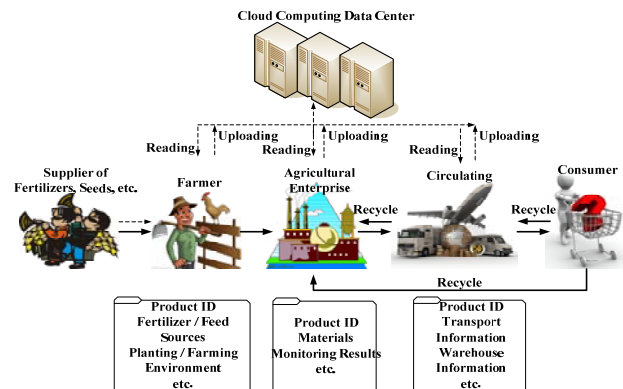 Cloud Computing Data Center
Reading
Uploading
Reading
Uploading
Reading
Uploading
Supplier of
Fertilizers, Seeds, etc.
Farmer
Agricultural
Enterprise
Circulating
Consumer
Recycle
Recycle
Recycle
Product ID
Fertilizer / Feed
Sources
Planting / Farming
Environment
etc.
Product ID
Materials
Monitoring Results
etc.
Product ID
Transport
Information
Warehouse
Information
etc.